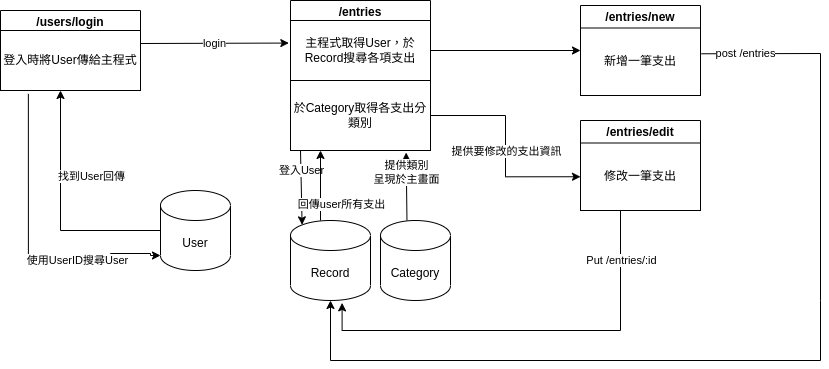 /users/login
登入時將User傳給主程式
login
/entries
主程式取得User，於
Record搜尋各項支出
於Category取得各支出分
類別
/entries/new
新增一筆支出
post /entries
/entries/edit
修改一筆支出
提供要修改的支出資訊
登入User
提供類別
呈現於主畫面
找到User回傳
回傳user所有支出
User
使用UserID搜尋User
Record
Category
Put /entries/:id